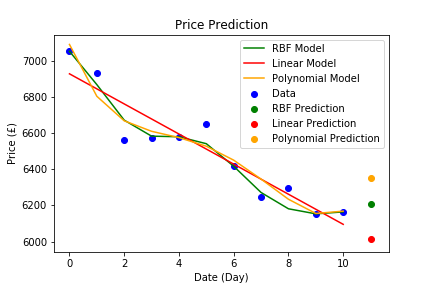 Price Prediction
RBF Model
Linear Model
Polynomial Model
Data
RBF Prediction
Linear Prediction
Polynomial Prediction
7000
6800
6600
6400
6200
6000
Price (£)
0 2 4 6 8 10
Date (Day)